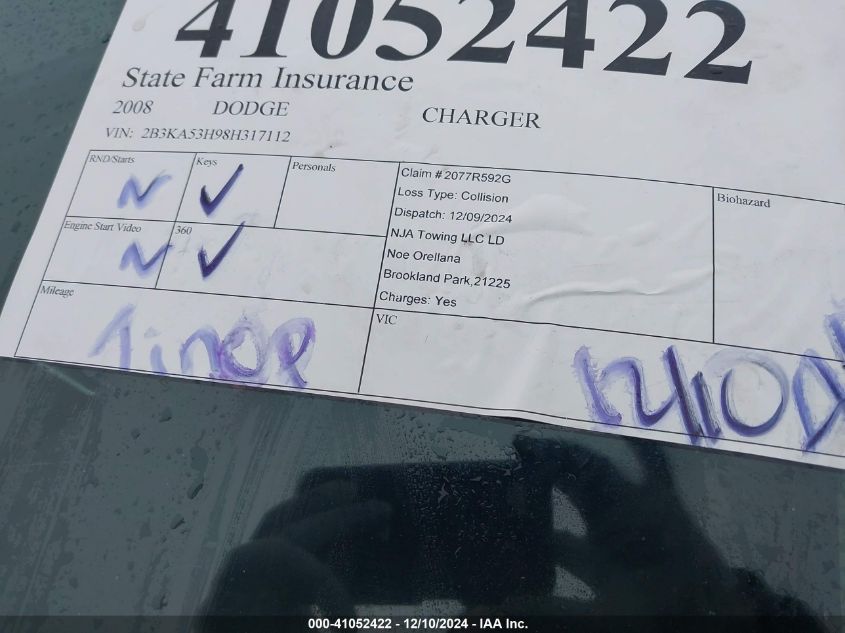 41052422
State Farm Insurance
2008 DODGE CHARGER
VIN: 2B3KA53H98H317112
RND/Starts
N
Keys
✓
Personals
Engine Start Video
N
360
✓
Claim # 2077R592G
Loss Type: Collision
Dispatch: 12/09/2024
NJA Towing LLC LD
Noe Orellana
Brookland Park,21225
Charges: Yes
Biohazard
Mileage
Tinop
VIC
000-41052422 - 12/10/2024 - IAA Inc.